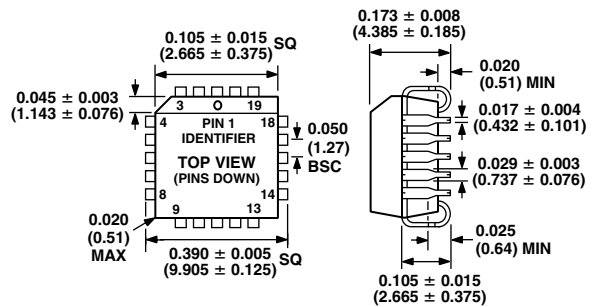 0.105 ± 0.015
(2.665 ± 0.375) SQ
0.173 ± 0.008
(4.385 ± 0.185)
0.045 ± 0.003
(1.143 ± 0.076)
0.020
(0.51) MIN
3 O 19
4 PIN 1 18
IDENTIFIER
TOP VIEW
(PINS DOWN)
0.050
(1.27)
BSC
0.017 ± 0.004
(0.432 ± 0.101)
0.029 ± 0.003
(0.737 ± 0.076)
8 14
9 13
0.020
(0.51)
MAX
0.390 ± 0.005
(9.905 ± 0.125) SQ
0.025
(0.64) MIN
0.105 ± 0.015
(2.665 ± 0.375)